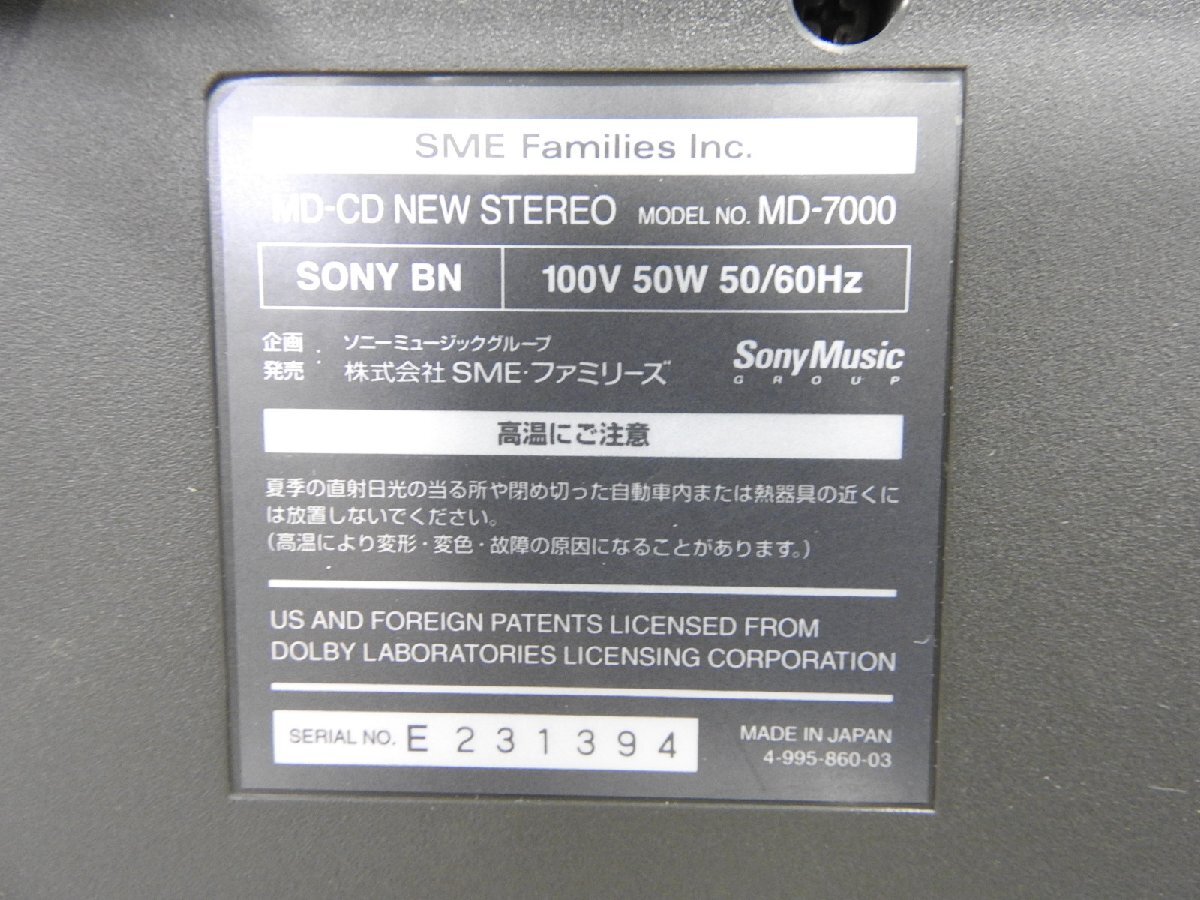 SME Families Inc.
MD-CD NEW STEREO MODEL NO. MD-7000
SONY BN 100V 50W 50/60Hz
企画 : ソニーミュージックグループ
発売 株式会社 SME・ファミリーズ
Sony Music
GROUP
高温にご注意
夏季の直射日光の当る所や閉め切った自動車内または熱器具の近くに
は放置しないでください。
(高温により変形・変色・故障の原因になることがあります。)
US AND FOREIGN PATENTS LICENSED FROM
DOLBY LABORATORIES LICENSING CORPORATION
SERIAL NO. E 231394
MADE IN JAPAN
4-995-860-03